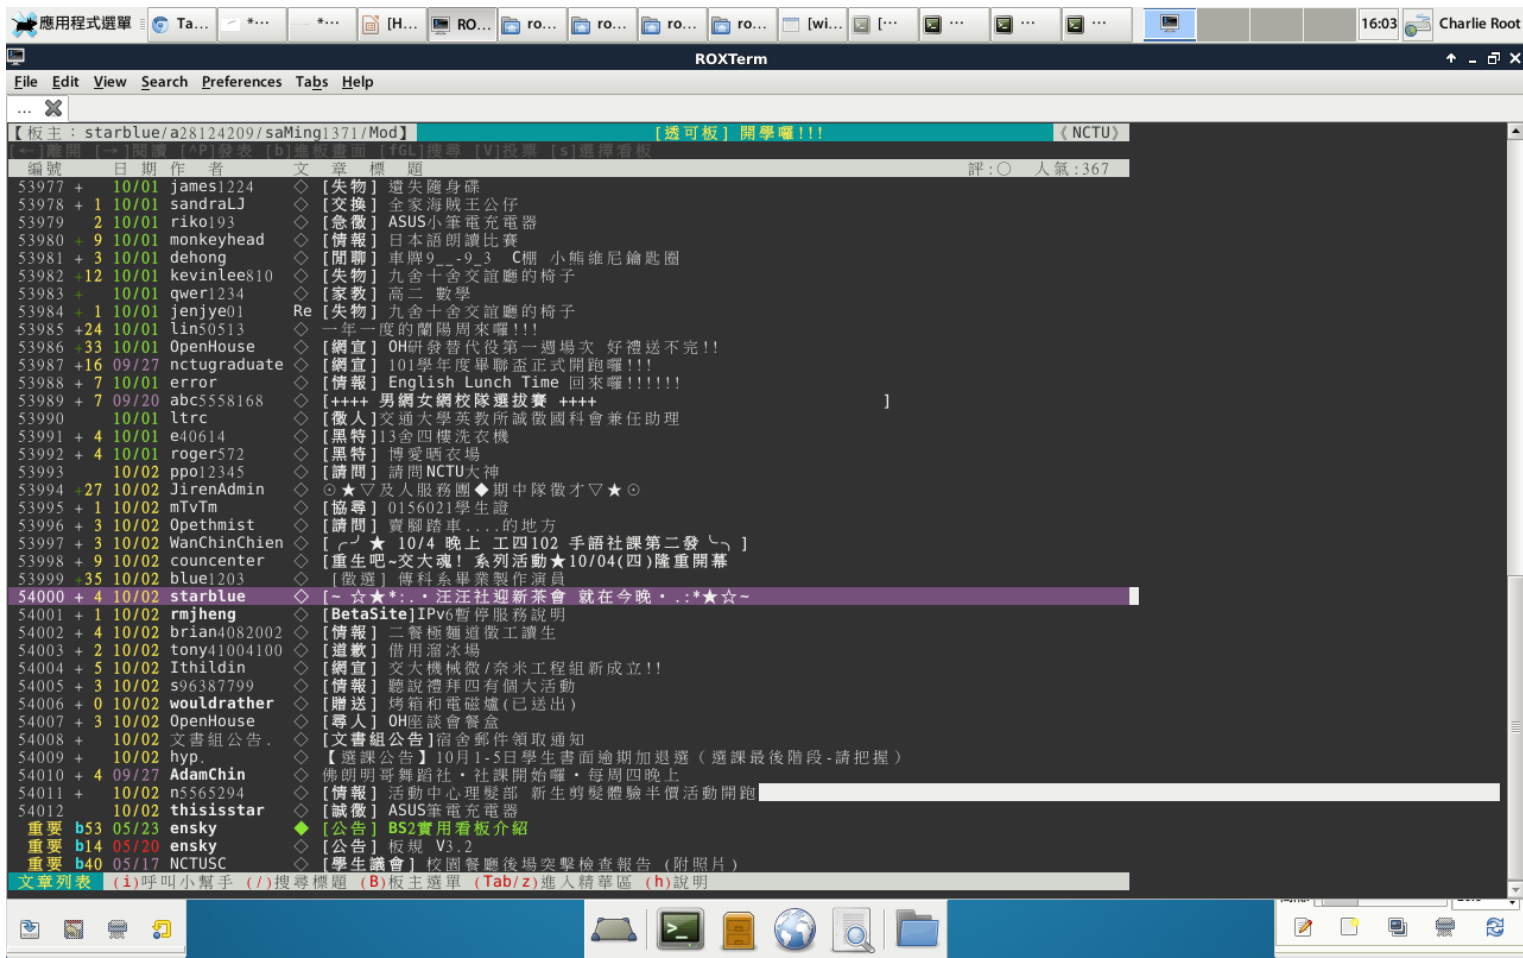 應用程式選單 Ta... *... *... [H... RO... ro... ro... ro... ro... [wi... [... ... ... ... 16:03 Charlie Root
ROXTerm
File Edit View Search Preferences Tabs Help
...
【板主：starblue/a28124209/saMing1371/Mod】 [透可板] 開學囉!!! 《NCTU》
[←]離開 [→]閱讀 [^P]發表 [b]進板畫面 [fGL]搜尋 [V]投票 [s]選擇看板
編號 日 期 作 者 文 章 標 題 評:○ 人氣:367
53977 + 10/01 james1224 ◇ [失物] 遺失隨身碟
53978 + 1 10/01 sandraLJ ◇ [交換] 全家海賊王公仔
53979 2 10/01 riko193 ◇ [急徵] ASUS小筆電充電器
53980 + 9 10/01 monkeyhead ◇ [情報] 日本語朗讀比賽
53981 + 3 10/01 dehong ◇ [閒聊] 車牌9__-9_3 C棚 小熊維尼鑰匙圈
53982 +12 10/01 kevinlee810 ◇ [失物] 九舍十舍交誼廳的椅子
53983 + 10/01 qwer1234 ◇ [家教] 高二 數學
53984 + 1 10/01 jenjye01 Re [失物] 九舍十舍交誼廳的椅子
53985 +24 10/01 lin50513 ◇ 一年一度的蘭陽周來囉!!!
53986 +33 10/01 OpenHouse ◇ [網宣] OH研發替代役第一週場次 好禮送不完!!
53987 +16 09/27 nctugraduate ◇ [網宣] 101學年度畢聯盃正式開跑囉!!!
53988 + 7 10/01 error ◇ [情報] English Lunch Time 回來囉!!!!!!
53989 + 7 09/20 abc5558168 ◇ [++++ 男網女網校隊選拔賽 ++++ ]
53990 10/01 ltrc ◇ [徵人]交通大學英教所誠徵國科會兼任助理
53991 + 4 10/01 e40614 ◇ [黑特]13舍四樓洗衣機
53992 + 4 10/01 roger572 ◇ [黑特] 博愛晒衣場
53993 10/02 ppo12345 ◇ [請問] 請問NCTU大神
53994 +27 10/02 JirenAdmin ◇ ⊙★▽及人服務團◆期中隊徵才▽★⊙
53995 + 1 10/02 mTvTm ◇ [協尋] 0156021學生證
53996 + 3 10/02 Opethmist ◇ [請問] 賣腳踏車....的地方
53997 + 3 10/02 WanChinChien ◇ [ ╭╯★ 10/4 晚上 工四102 手語社課第二發 ╰╮ ]
53998 + 9 10/02 councenter ◇ [重生吧~交大魂! 系列活動★10/04(四)隆重開幕
53999 +35 10/02 blue1203 ◇ [徵選] 傳科系畢業製作演員
54000 + 4 10/02 starblue ◇ [~ ☆★*:.・汪汪社迎新茶會 就在今晚・.:*★☆~
54001 + 1 10/02 rmjheng ◇ [BetaSite]IPv6暫停服務說明
54002 + 4 10/02 brian4082002 ◇ [情報] 二餐極麵道徵工讀生
54003 + 2 10/02 tony41004100 ◇ [道歉] 借用溜冰場
54004 + 5 10/02 Ithildin ◇ [網宣] 交大機械微/奈米工程組新成立!!
54005 + 3 10/02 s96387799 ◇ [情報] 聽說禮拜四有個大活動
54006 + 0 10/02 wouldrather ◇ [贈送] 烤箱和電磁爐(已送出)
54007 + 3 10/02 OpenHouse ◇ [尋人] OH座談會餐盒
54008 + 10/02 文書組公告. ◇ [文書組公告]宿舍郵件領取通知
54009 + 10/02 hyp. ◇ 【選課公告】10月1-5日學生書面逾期加退選（選課最後階段-請把握）
54010 + 4 09/27 AdamChin ◇ 佛朗明哥舞蹈社・社課開始囉・每周四晚上
54011 + 10/02 n5565294 ◇ [情報] 活動中心理髮部 新生剪髮體驗半價活動開跑
54012 10/02 thisisstar ◇ [誠徵] ASUS筆電充電器
重要 b53 05/23 ensky ◆ [公告] BS2實用看板介紹
重要 b14 05/20 ensky ◇ [公告] 板規 V3.2
重要 b40 05/17 NCTUSC ◇ [學生議會] 校園餐廳後場突擊檢查報告 (附照片)
文章列表 (i)呼叫小幫手 (/)搜尋標題 (B)板主選單 (Tab/z)進入精華區 (h)說明